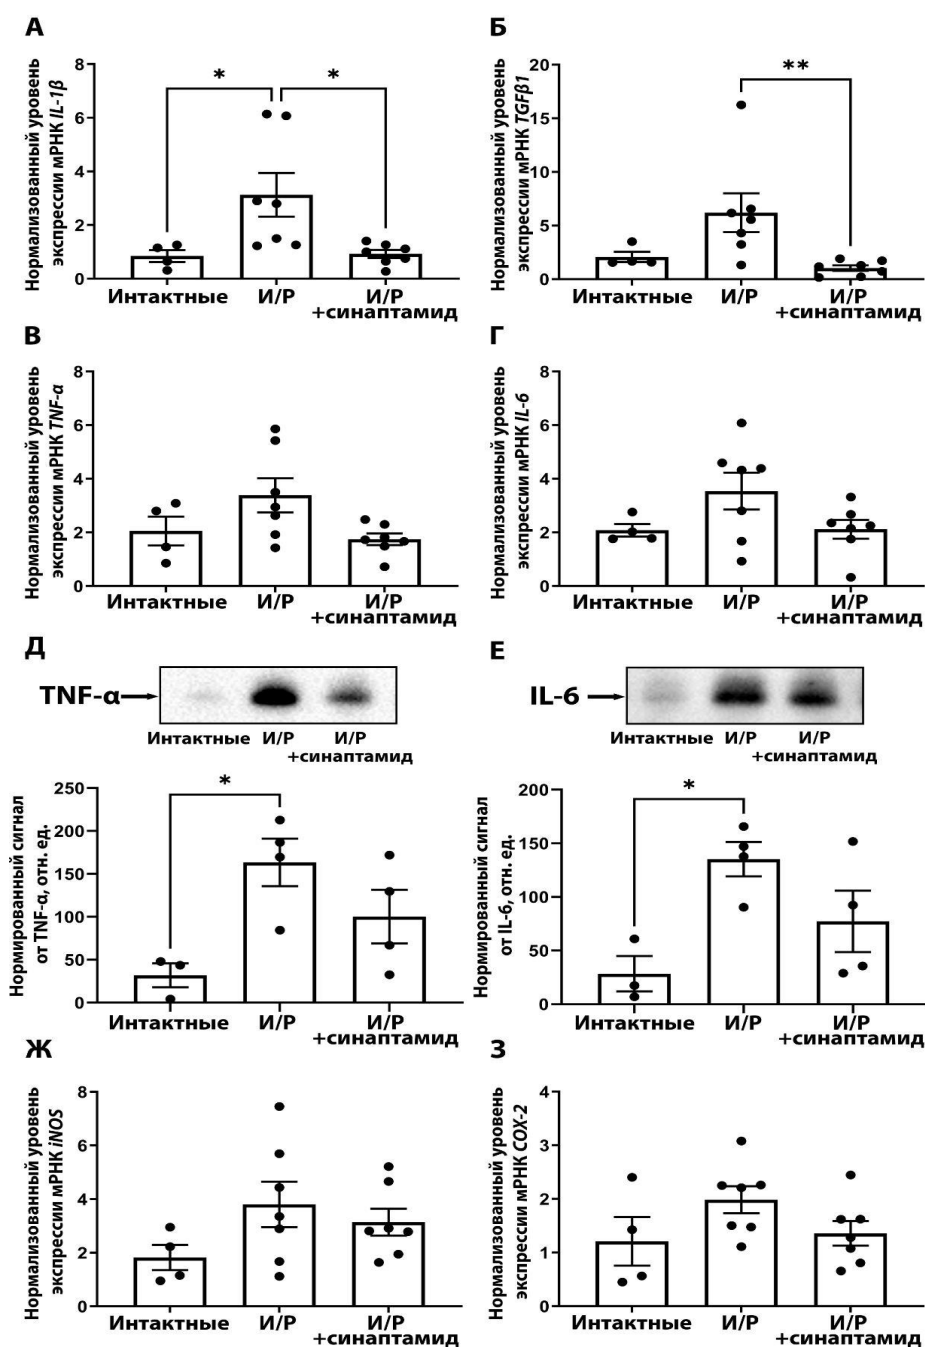 А
Нормализованный уровень
экспрессии мРНК IL-1β
8
6
4
2
0
*
*
Интактные
И/Р
И/Р
+синаптамид
Б
Нормализованный уровень
экспрессии мРНК TGFβ1
20
15
10
5
0
**
Интактные
И/Р
И/Р
+синаптамид
В
Нормализованный уровень
экспрессии мРНК TNF-α
8
6
4
2
0
Интактные
И/Р
И/Р
+синаптамид
Г
Нормализованный уровень
экспрессии мРНК IL-6
8
6
4
2
0
Интактные
И/Р
И/Р
+синаптамид
Д
TNF-α
Интактные
И/Р
И/Р
+синаптамид
Нормированный сигнал
от TNF-α, отн. ед.
250
200
150
100
50
0
*
Интактные
И/Р
И/Р
+синаптамид
Е
IL-6
Интактные
И/Р
И/Р
+синаптамид
Нормированный сигнал
от IL-6, отн. ед.
200
150
100
50
0
*
Интактные
И/Р
И/Р
+синаптамид
Ж
Нормализованный уровень
экспрессии мРНК iNOS
8
6
4
2
0
Интактные
И/Р
И/Р
+синаптамид
З
Нормализованный уровень
экспрессии мРНК COX-2
4
3
2
1
0
Интактные
И/Р
И/Р
+синаптамид